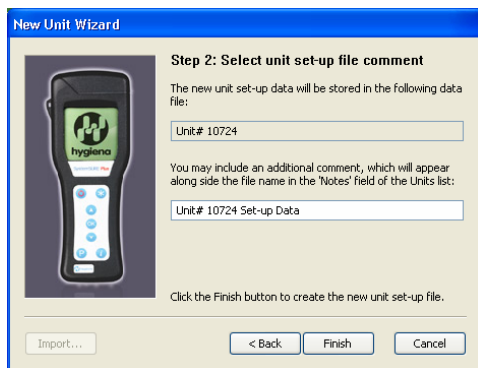 New Unit Wizard
Step 2: Select unit set-up file comment
The new unit set-up data will be stored in the following data
file:
Unit# 10724
You may include an additional comment, which will appear
along side the file name in the 'Notes' field of the Units list:
Unit# 10724 Set-up Data
Click the Finish button to create the new unit set-up file.
hygiena
SystemSURE Plus
Import...
< Back
Finish
Cancel